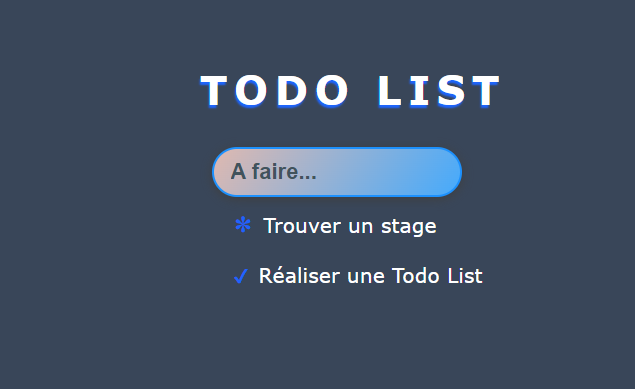 TODO LIST
A faire...
✻ Trouver un stage
✓ Réaliser une Todo List